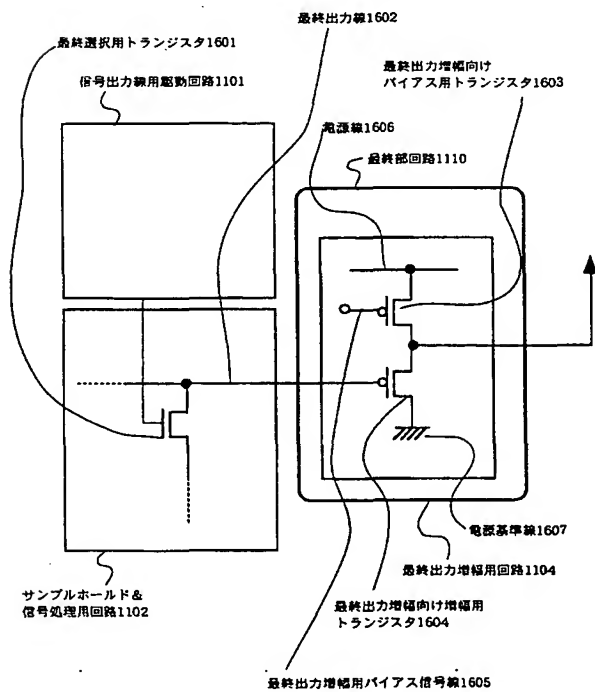 最終出力線1602
最終選択用トランジスタ1601
信号出力線用駆動回路1101
最終出力増幅向け
バイアス用トランジスタ1603
電源線1606
最終部回路1110
電源基準線1607
最終出力増幅用回路1104
サンプルホールド&
信号処理用回路1102
最終出力増幅向け増幅用
トランジスタ1604
最終出力増幅用バイアス信号線1605